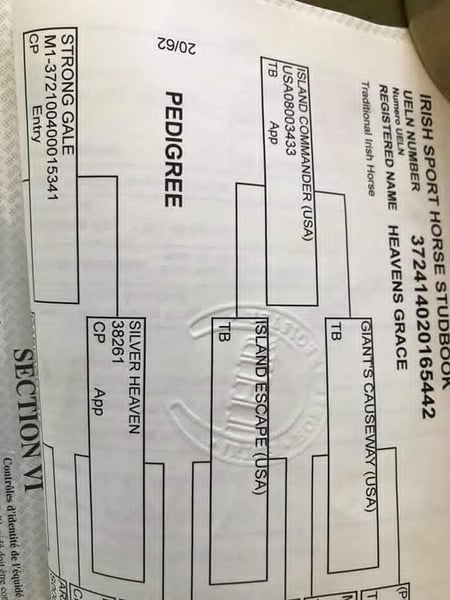 IRISH SPORT HORSE STUDBOOK
UELN NUMBER 372414020165442
Numero UELN
REGISTERED NAME HEAVENS GRACE
Traditional Irish Horse
20/62
PEDIGREE
ISLAND COMMANDER (USA)
USA08003433
TB App
GIANT'S CAUSEWAY (USA)
TB
ISLAND ESCAPE (USA)
TB
STRONG GALE
M1-372100400015341
CP Entry
SILVER HEAVEN
38261
CP App
SECTION VI
Contrôles d'identité de l'équidé